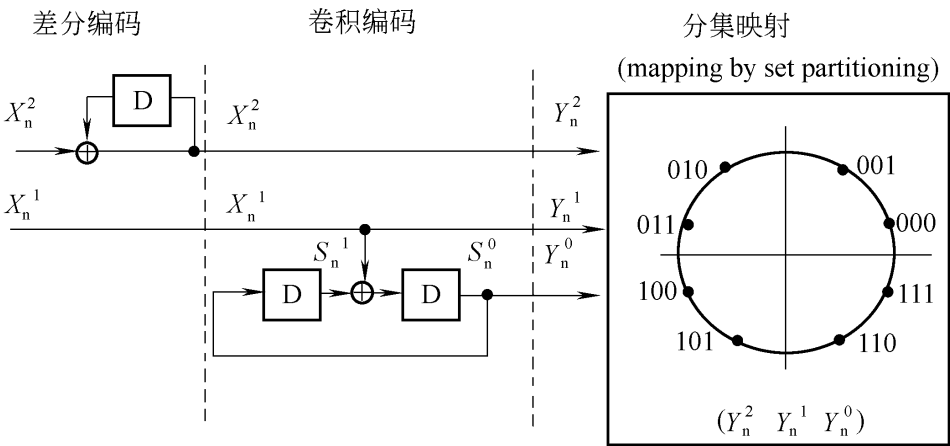 差分编码
卷积编码
分集映射
(mapping by set partitioning)
D
X_n^2
X_n^2
Y_n^2
X_n^1
X_n^1
Y_n^1
S_n^1
S_n^0
Y_n^0
D
D
010
001
011
000
100
111
101
110
(Y_n^2 Y_n^1 Y_n^0)